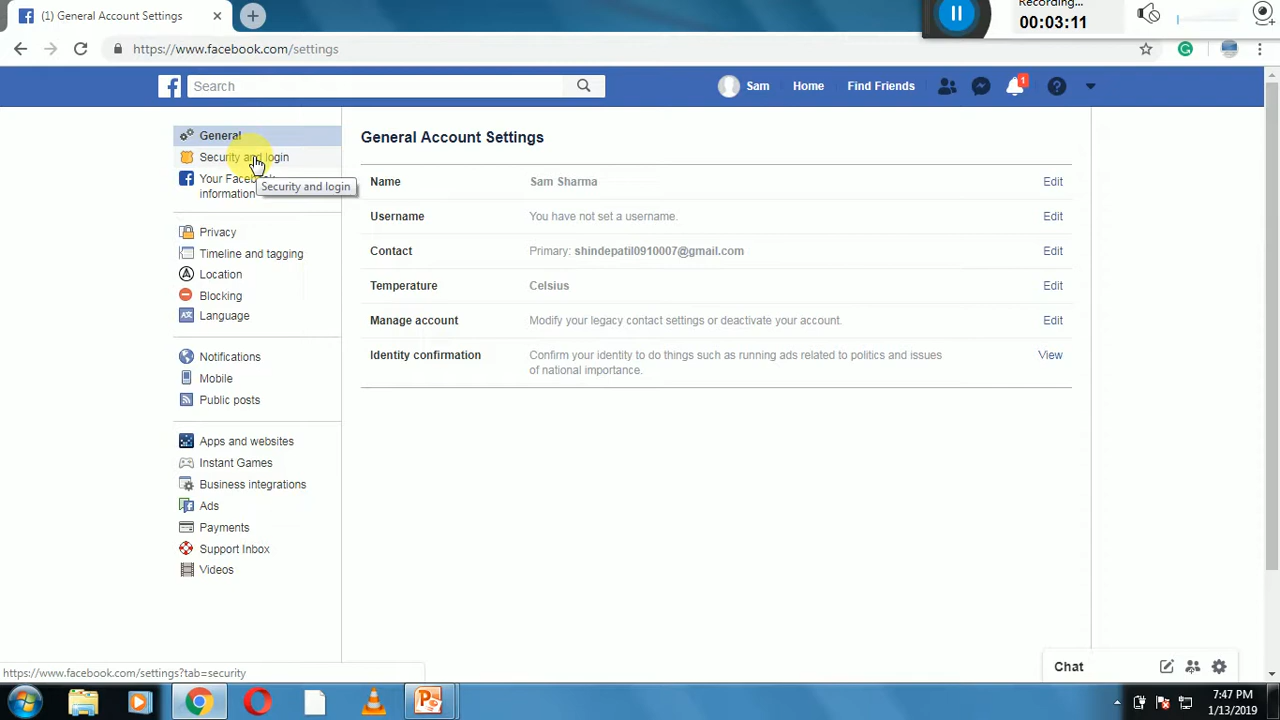 (1) General Account Settings
Recording...
00:03:11
https://www.facebook.com/settings
Search
Sam
Home
Find Friends
1
General
Security and login
Your Facebook
information
Security and login
Privacy
Timeline and tagging
Location
Blocking
Language
Notifications
Mobile
Public posts
Apps and websites
Instant Games
Business integrations
Ads
Payments
Support Inbox
Videos
General Account Settings
Name Sam Sharma Edit
Username You have not set a username. Edit
Contact Primary: shindepatil0910007@gmail.com Edit
Temperature Celsius Edit
Manage account Modify your legacy contact settings or deactivate your account. Edit
Identity confirmation Confirm your identity to do things such as running ads related to politics and issues View
of national importance.
Chat
https://www.facebook.com/settings?tab=security
7:47 PM
1/13/2019